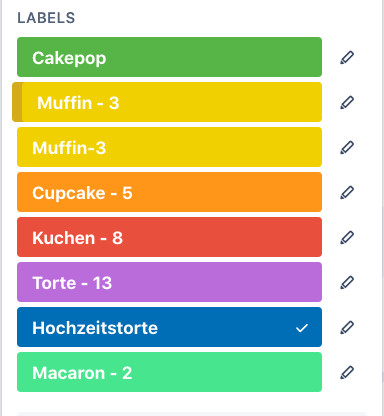 LABELS
Cakepop
Muffin - 3
Muffin-3
Cupcake - 5
Kuchen - 8
Torte - 13
Hochzeitstorte
Macaron - 2